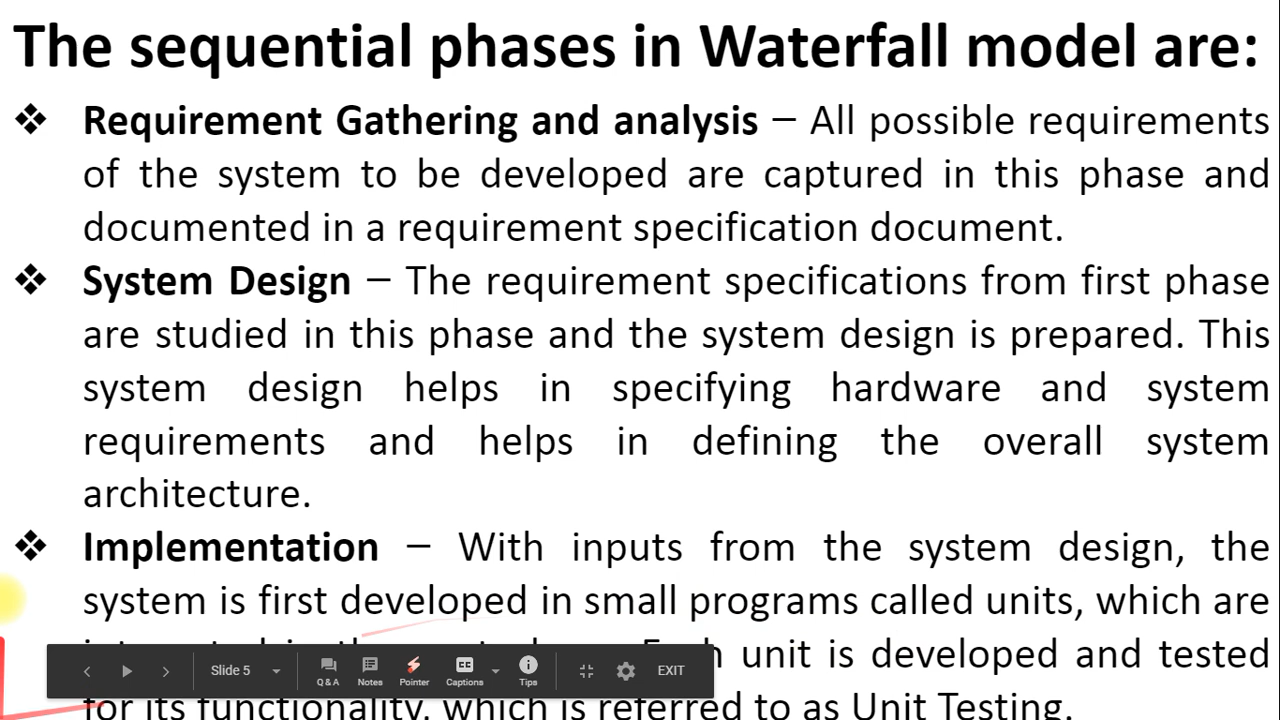 The sequential phases in Waterfall model are:
❖ Requirement Gathering and analysis – All possible requirements
of the system to be developed are captured in this phase and
documented in a requirement specification document.
❖ System Design – The requirement specifications from first phase
are studied in this phase and the system design is prepared. This
system design helps in specifying hardware and system
requirements and helps in defining the overall system
architecture.
❖ Implementation – With inputs from the system design, the
system is first developed in small programs called units, which are
unit is developed and tested
for its functionality, which is referred to as Unit Testing.
Slide 5
Q&A
Notes
Pointer
CC
Captions
Tips
EXIT